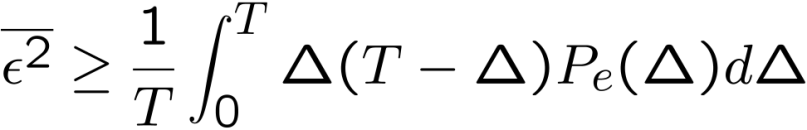 $\overline{\epsilon^2} \geq \frac{1}{T} \int_0^T \Delta(T - \Delta) P_e(\Delta) d\Delta$